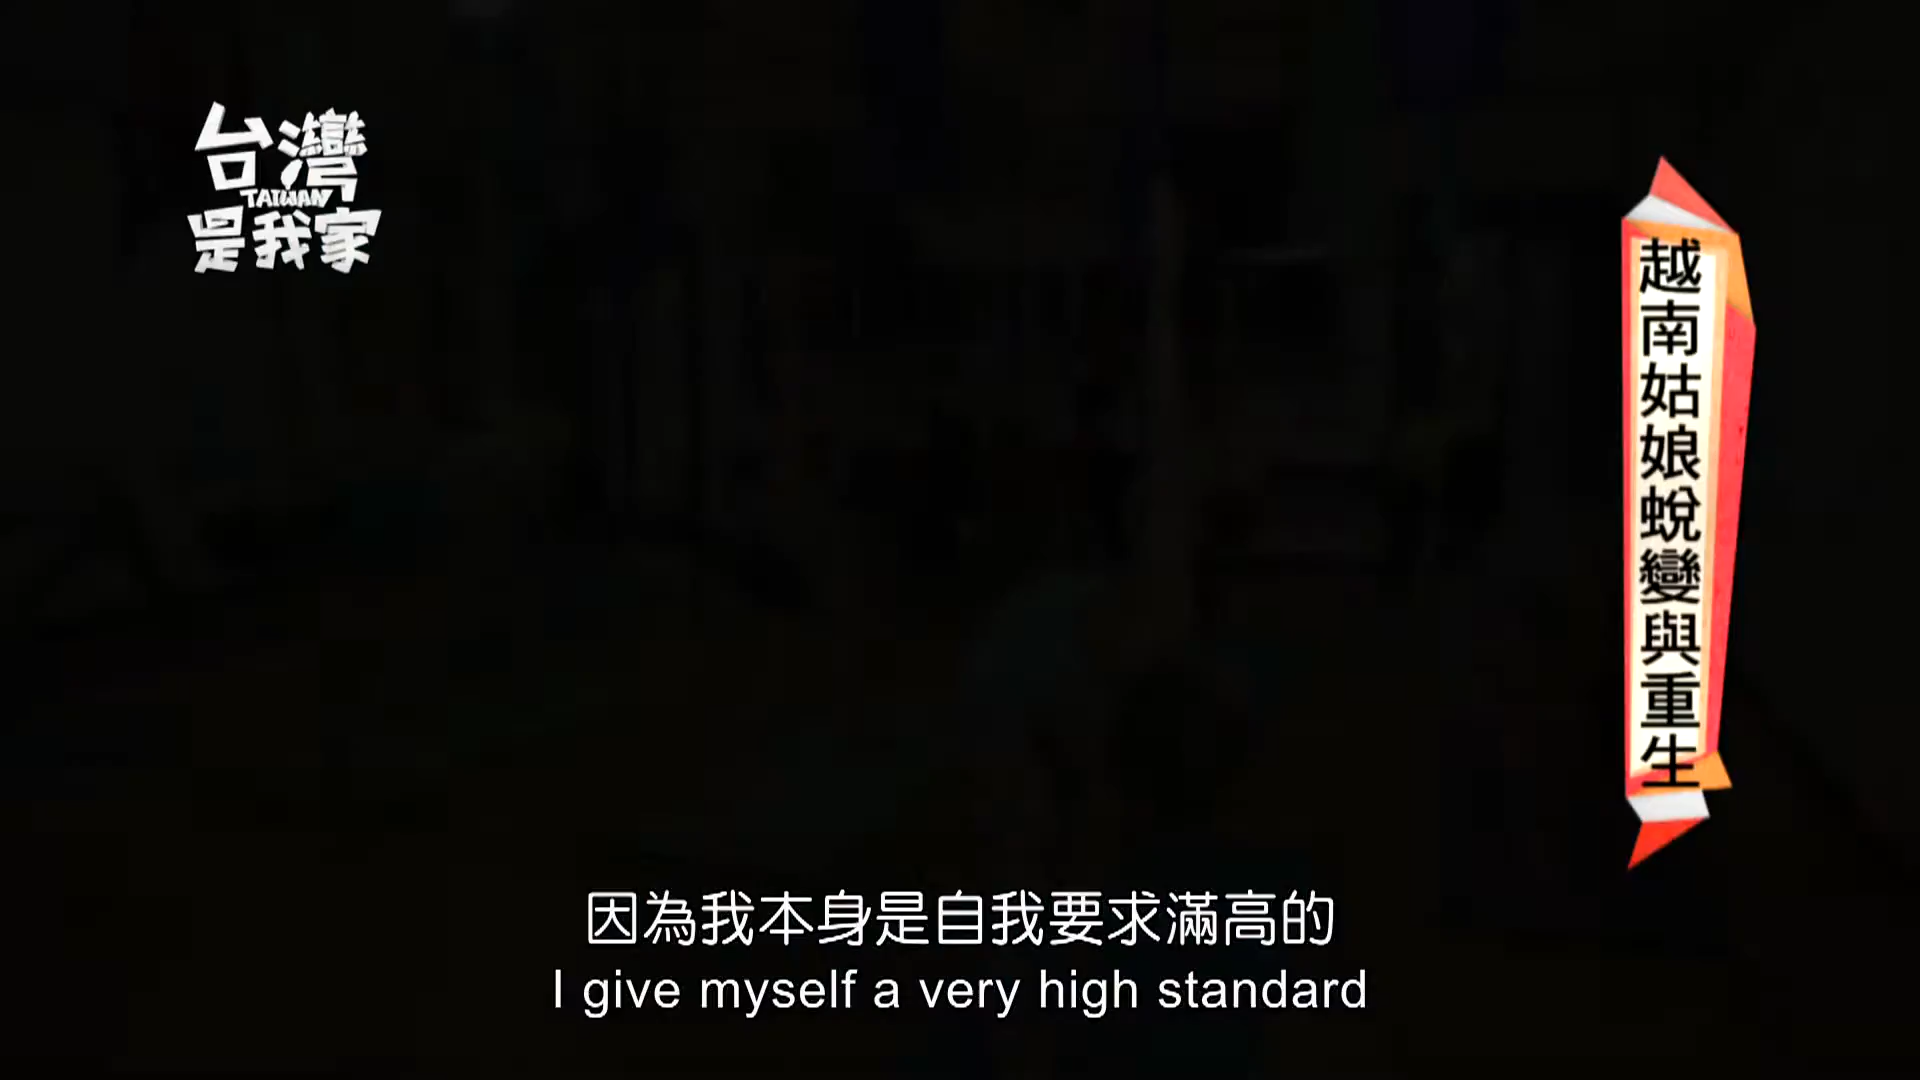 台灣
TAIWAN
是我家
越南姑娘蛻變與重生
因為我本身是自我要求滿高的
I give myself a very high standard